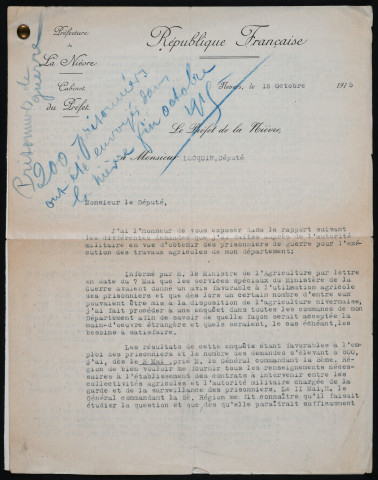 Préfecture
de
La Nièvre
Cabinet
du Préfet
République Française
Nevers, le 18 Octobre 1915
Le Préfet de la Nièvre,
à Monsieur LOCQUIN, Député
Prisonniers de
guerre
200 prisonniers
ont été envoyés dans
la Nièvre fin octobre
1915
Monsieur le Député,
J'ai l'honneur de vous exposer dans le rapport suivant
les différentes demandes que j'ai faites auprès de l'autorité
militaire en vue d'obtenir des prisonniers de guerre pour l'exé-
cution des travaux agricoles de mon département;
Informé par M. le Ministre de l'Agriculture par lettre
en date du 7 Mai que les services spéciaux du Ministère de la
Guerre avaient donné un avis favorable à l'utilisation agricole
des prisonniers et que dès lors un certain nombre d'entre eux
pouvaient être mis à la disposition de l'agriculture nivernaise,
j'ai fait procéder à une enquête dans toutes les communes de mon
département afin de savoir de quelle façon serait acceptée la
main-d'oeuvre étrangère et quels seraient, le cas échéant, les
besoins à satisfaire.
Les résultats de cette enquête étant favorables à l'em-
ploi des prisonniers et le nombre des demandes s'élevant à 800,
j'ai, dès le 8 Mai, prié M. le Général commandant la 8ème. Ré-
gion de bien vouloir me fournir tous les renseignements néces-
saires à l'établissement des contrats à intervenir entre les
collectivités agricoles et l'autorité militaire chargée de la
garde et de la surveillance des prisonniers. Le II Mai, M. le
Général commandant la 8è. Région me fit connaître qu'il faisait
étudier la question et que dès qu'elle paraîtrait suffisamment